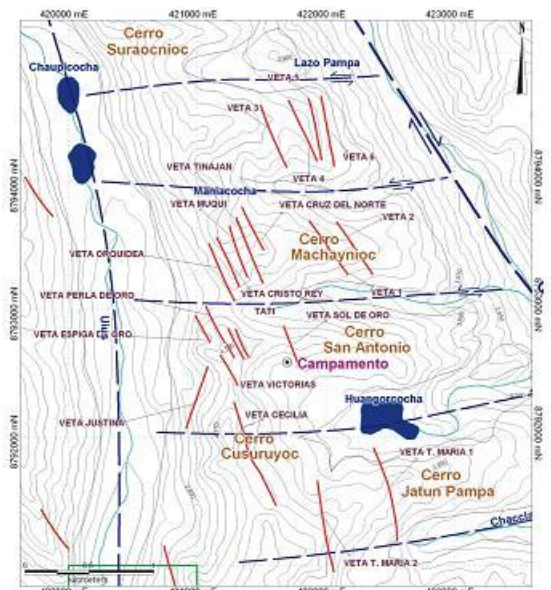 420000 mE 421000 mE 422000 mE 423000 mE
Cerro
Suraocnioc
N
Chaupicocha
Lazo Pampa
VETA 5
VETA 3
VETA 6
VETA TINAJAN
VETA 4
8794000 mN
8794000 mN
Maniacocha
VETA MUQUI
VETA CRUZ DEL NORTE
VETA 2
Cerro
Machaynioc
VETA ORQUIDEA
VETA PERLA DE ORO
VETA CRISTO REY
VETA 1
TATI
VETA SOL DE ORO
8793000 mN
VETA ESPIGA DE ORO
Cerro
San Antonio
Campamento
VETA VICTORIAS
Huangorcocha
VETA CECILIA
VETA JUSTINA
8792000 mN
8792000 mN
Cerro
Cusuruyoc
VETA T. MARIA 1
Cerro
Jatun Pampa
VETA T. MARIA 2
kilometers